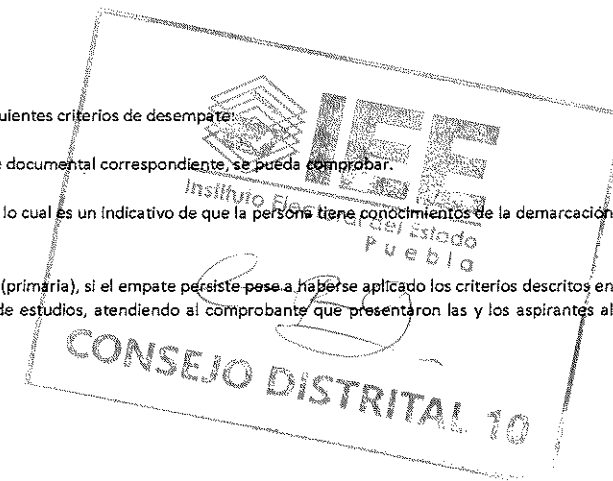 uientes criterios de desempate:
e documental correspondiente, se pueda comprobar.
lo cual es un indicativo de que la persona tiene conocimientos de la demarcación
(primaria), si el empate persiste pese a haberse aplicado los criterios descritos en
de estudios, atendiendo al comprobante que presentaron las y los aspirantes al
IEE
Instituto Electoral del Estado
Puebla
CONSEJO DISTRITAL 10